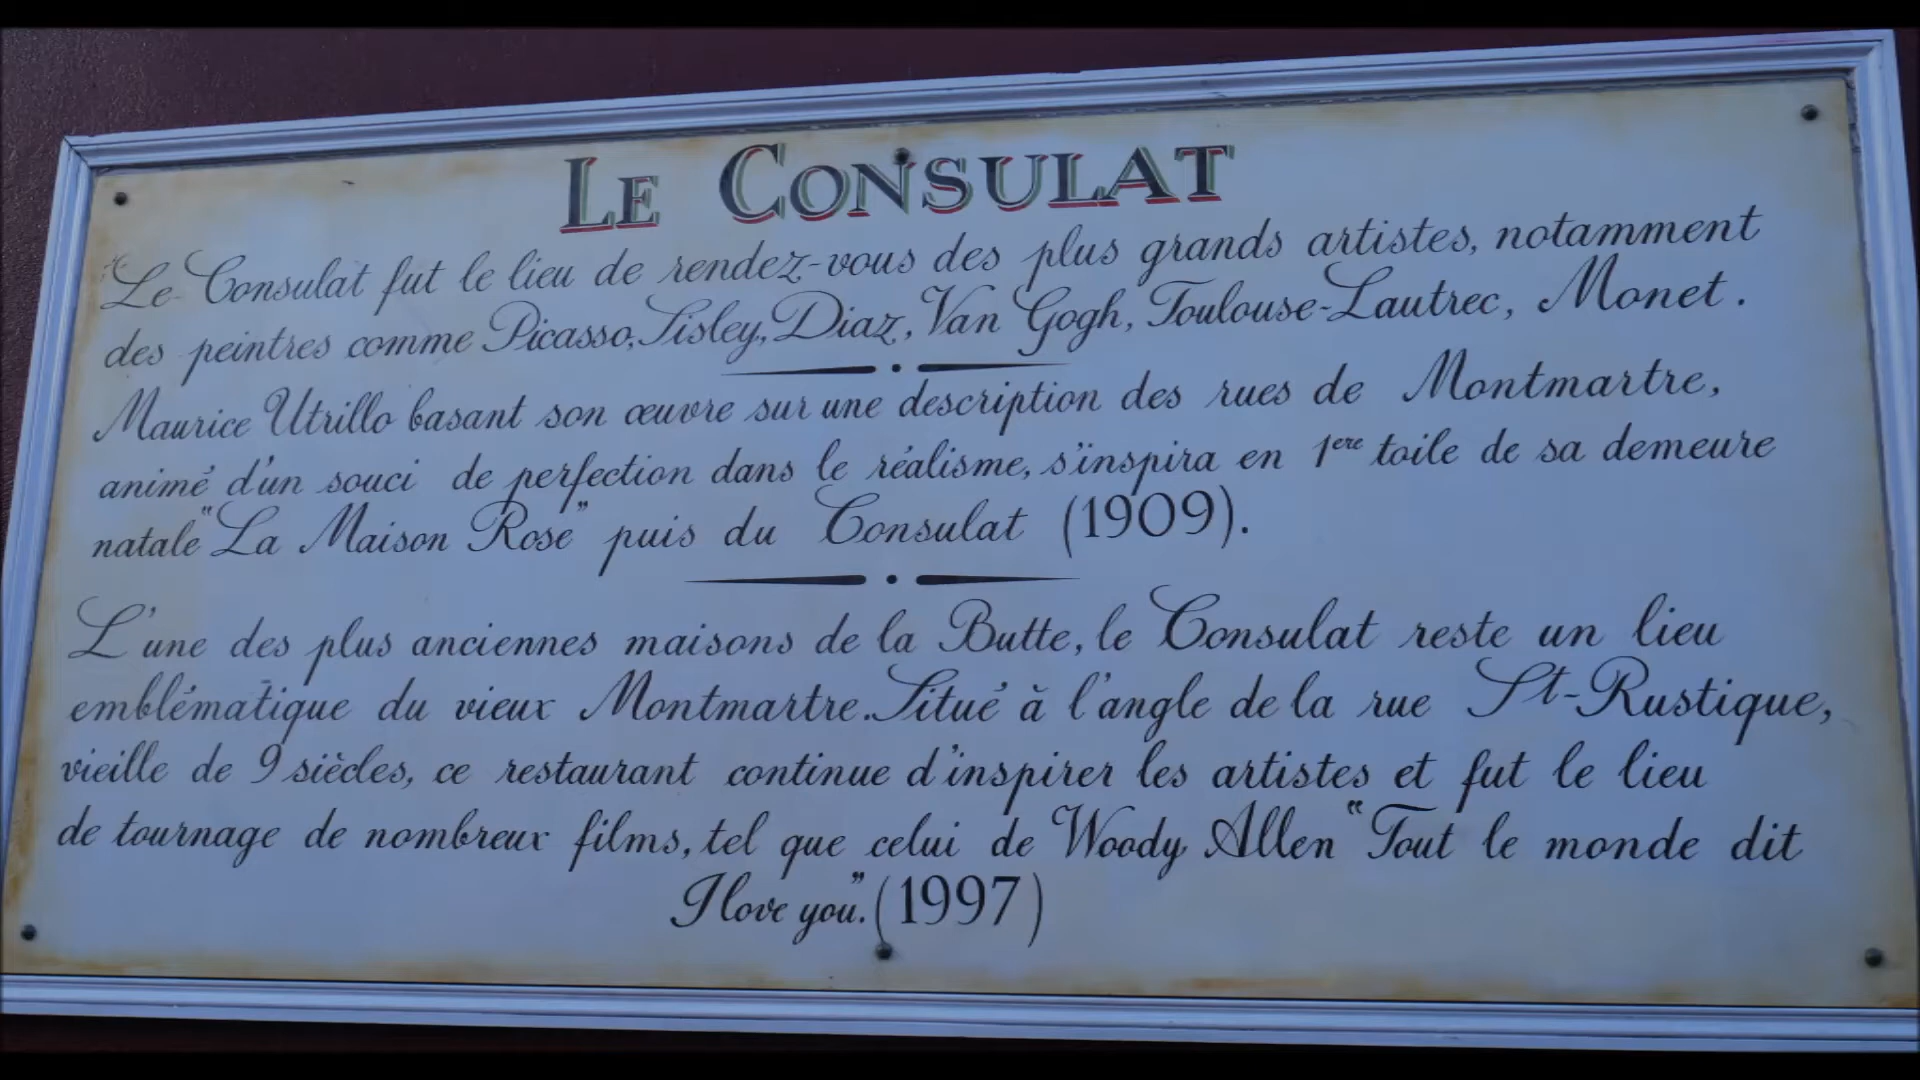 LE CONSULAT
Le Consulat fut le lieu de rendez-vous des plus grands artistes, notamment
des peintres comme Picasso, Sisley, Diaz, Van Gogh, Toulouse-Lautrec, Monet.
Maurice Utrillo basant son œuvre sur une description des rues de Montmartre,
animé d'un souci de perfection dans le réalisme, s'inspira en 1ere toile de sa demeure
natale "La Maison Rose" puis du Consulat (1909).
L'une des plus anciennes maisons de la Butte, le Consulat reste un lieu
emblématique du vieux Montmartre. Situé à l'angle de la rue St-Rustique,
vieille de 9 siècles, ce restaurant continue d'inspirer les artistes et fut le lieu
de tournage de nombreux films, tel que celui de Woody Allen "Tout le monde dit
I love you". (1997)